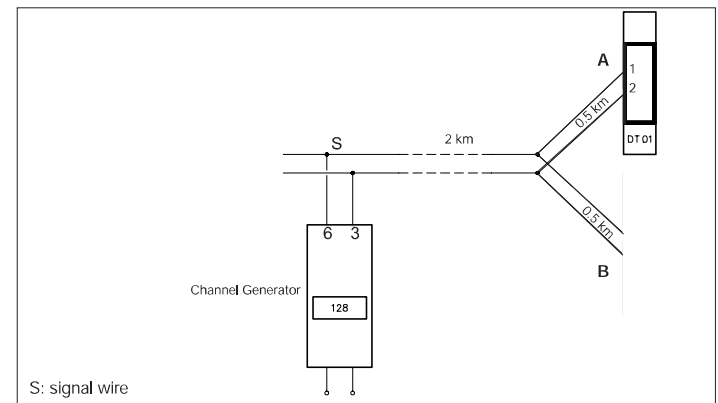 A
1
2
0.5 km
DT 01
S
2 km
6 3
0.5 km
B
Channel Generator
128
S: signal wire